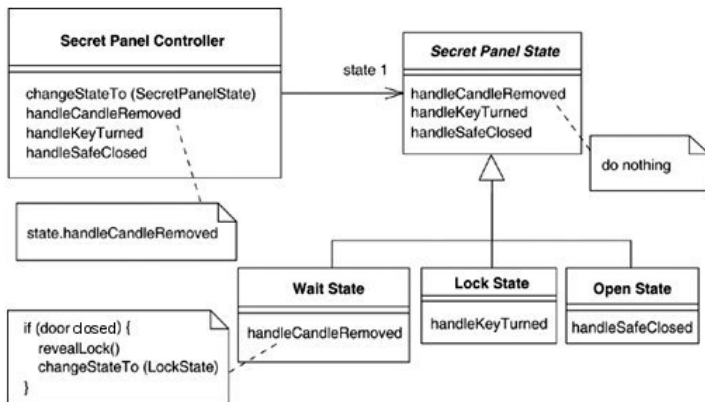 Secret Panel Controller
changeStateTo (SecretPanelState)
handleCandleRemoved
handleKeyTurned
handleSafeClosed
state 1
Secret Panel State
handleCandleRemoved
handleKeyTurned
handleSafeClosed
do nothing
state.handleCandleRemoved
Wait State
handleCandleRemoved
Lock State
handleKeyTurned
Open State
handleSafeClosed
if (door closed) {
revealLock()
changeStateTo (LockState)
}